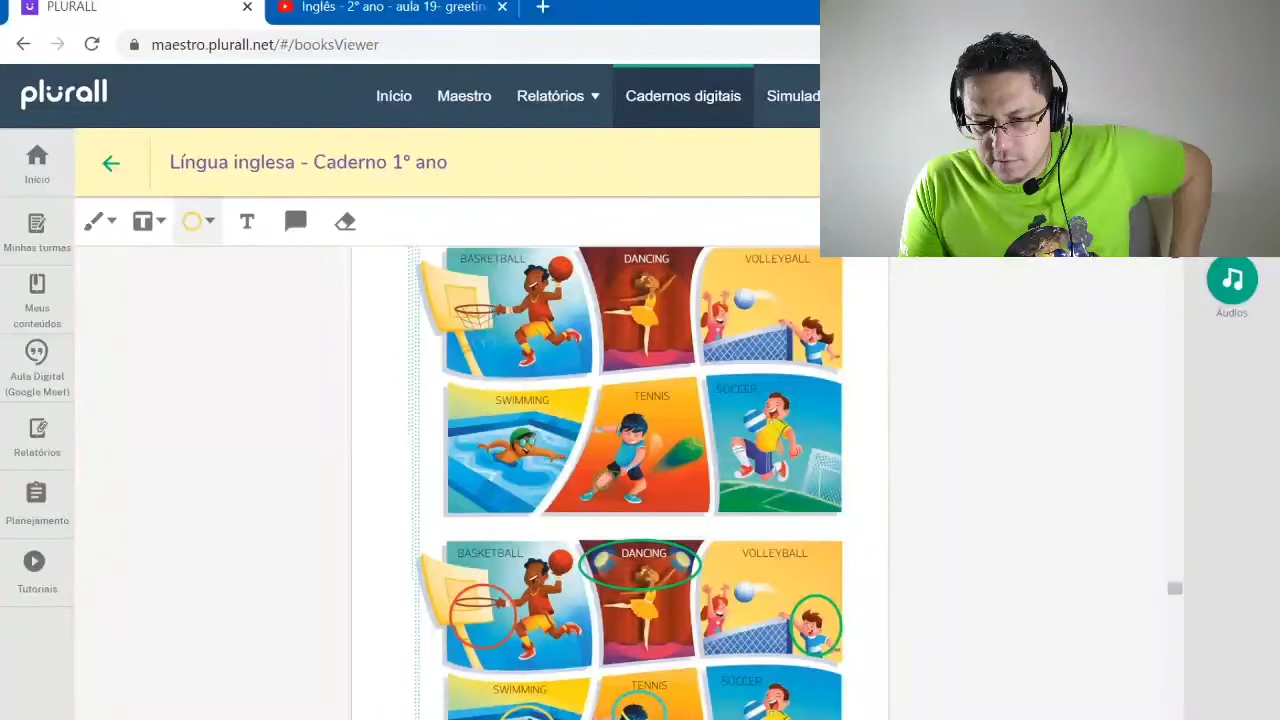 PLURALL
Inglês - 2º ano - aula 19- greetin
maestro.plurall.net/#/booksViewer
plurall
Início
Maestro
Relatórios
Cadernos digitais
Simulad
Língua inglesa - Caderno 1º ano
Início
Minhas turmas
Meus
conteúdos
Aula Digital
(Google Meet)
Relatórios
Planejamento
Tutoriais
Áudios
BASKETBALL
DANCING
VOLLEYBALL
SWIMMING
TENNIS
SOCCER
BASKETBALL
DANCING
VOLLEYBALL
SWIMMING
TENNIS
SOCCER